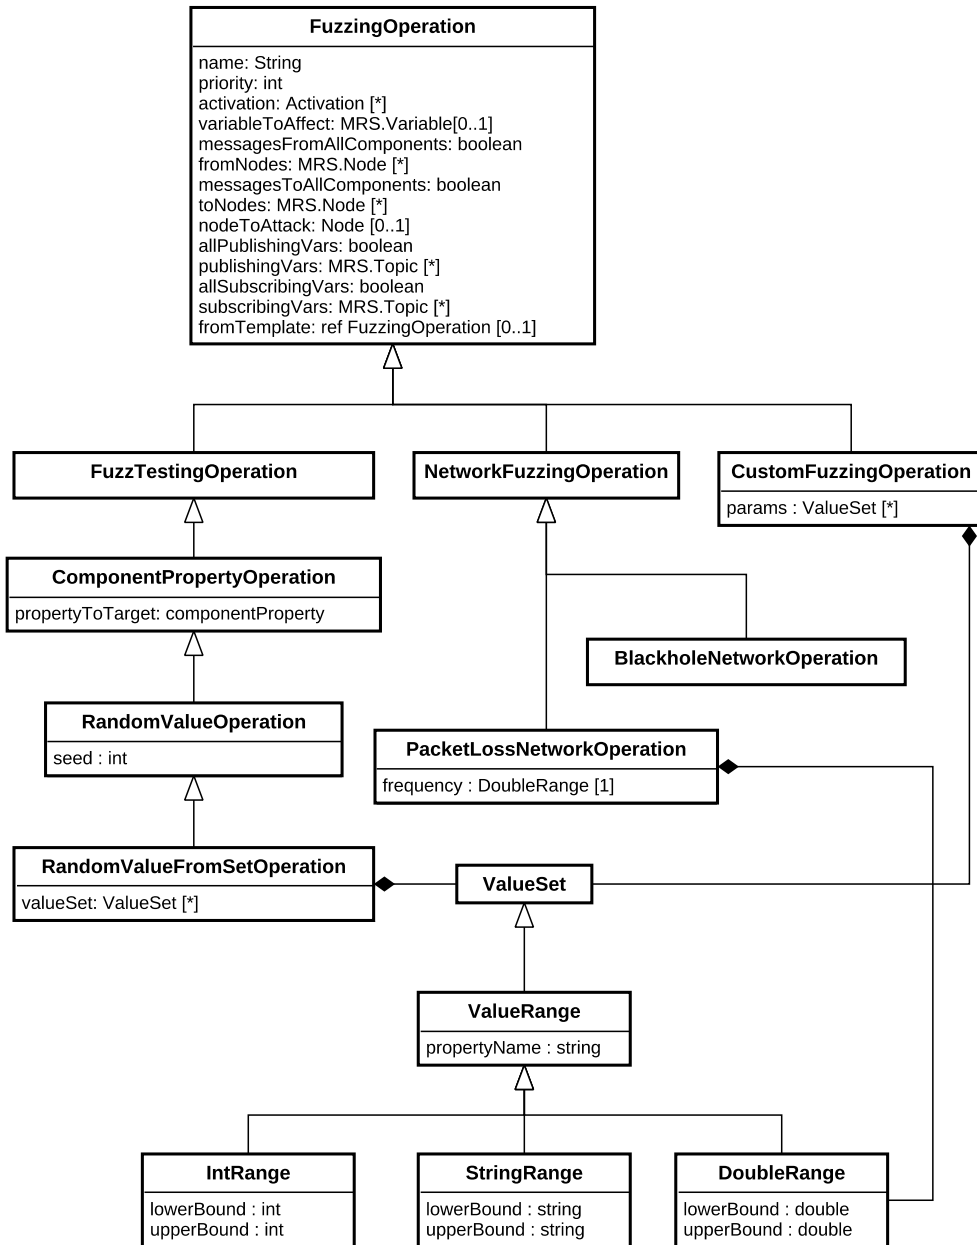 FuzzingOperation
name: String
priority: int
activation: Activation [*]
variableToAffect: MRS.Variable[0..1]
messagesFromAllComponents: boolean
fromNodes: MRS.Node [*]
messagesToAllComponents: boolean
toNodes: MRS.Node [*]
nodeToAttack: Node [0..1]
allPublishingVars: boolean
publishingVars: MRS.Topic [*]
allSubscribingVars: boolean
subscribingVars: MRS.Topic [*]
fromTemplate: ref FuzzingOperation [0..1]
FuzzTestingOperation
NetworkFuzzingOperation
CustomFuzzingOperation
params : ValueSet [*]
ComponentPropertyOperation
propertyToTarget: componentProperty
BlackholeNetworkOperation
RandomValueOperation
seed : int
PacketLossNetworkOperation
frequency : DoubleRange [1]
RandomValueFromSetOperation
valueSet: ValueSet [*]
ValueSet
ValueRange
propertyName : string
IntRange
lowerBound : int
upperBound : int
StringRange
lowerBound : string
upperBound : string
DoubleRange
lowerBound : double
upperBound : double